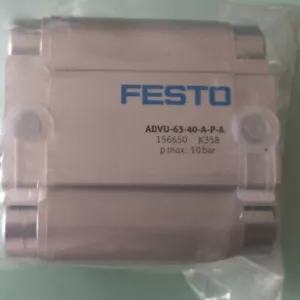 FESTO
ADVU-63-40-A-P-A
156650 K358
p max: 10 bar